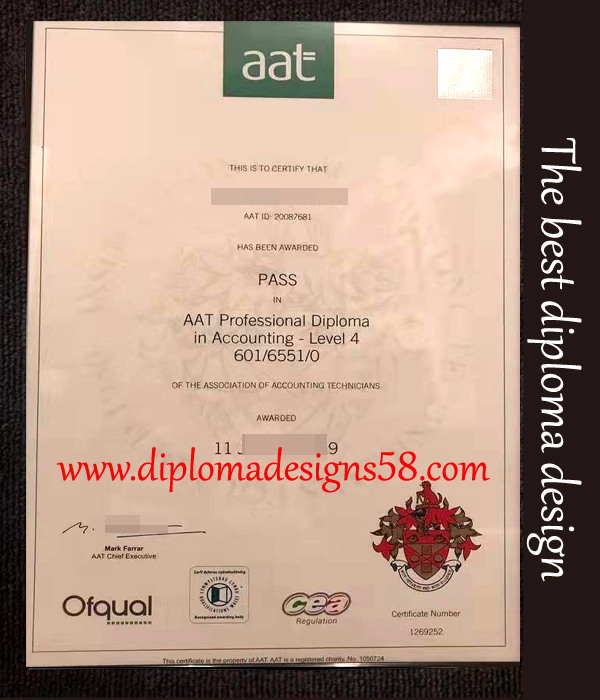 aat
THIS IS TO CERTIFY THAT
AAT ID: 20087681
HAS BEEN AWARDED
PASS
IN
AAT Professional Diploma
in Accounting - Level 4
601/6551/0
OF THE ASSOCIATION OF ACCOUNTING TECHNICIANS
AWARDED
11 J 9
www.diplomadesigns58.com
Mark Farrar
AAT Chief Executive
Ofqual
Recognised awarding body
cea
Regulation
Certificate Number
1269252
This certificate is the property of AAT. AAT is a registered charity. No. 1050724
The best diploma design